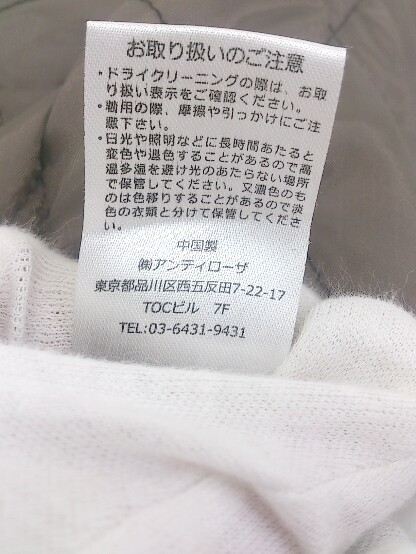 お取り扱いのご注意
・ドライクリーニングの際は、お取
り扱い表示をご確認ください。
・着用の際、摩擦や引っかけにご注
意下さい。
・日光や照明などに長時間あたると
変色や退色することがあるので高
温多湿を避け光のあたらない場所
で保管してください。又濃色のも
のは色移りすることがあるので淡
色の衣類と分けて保管してくださ
い。
中国製
㈱アンティローザ
東京都品川区西五反田7-22-17
TOCビル 7F
TEL:03-6431-9431